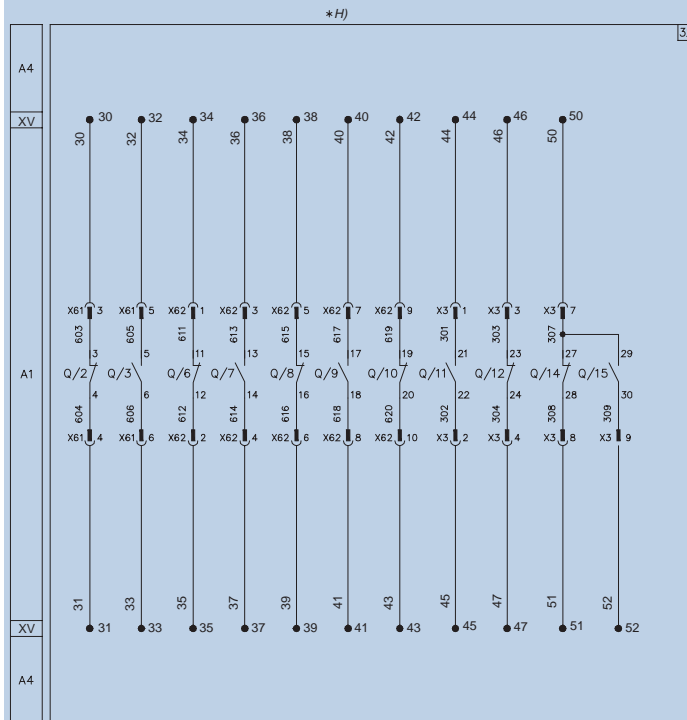 *H)
3
A4
XV
30 32 34 36 38 40 42 44 46 50
30 32 34 36 38 40 42 44 46 50
X61 3 X61 5 X62 1 X62 3 X62 5 X62 7 X62 9 X3 1 X3 3 X3 7
603 605 611 613 615 617 619 301 303 307
3 5 11 13 15 17 19 21 23 27 29
A1
Q/2 Q/3 Q/6 Q/7 Q/8 Q/9 Q/10 Q/11 Q/12 Q/14 Q/15
4 6 12 14 16 18 20 22 24 28 30
604 606 612 614 616 618 620 302 304 308 309
X61 4 X61 6 X62 2 X62 4 X62 6 X62 8 X62 10 X3 2 X3 4 X3 8 X3 9
31 33 35 37 39 41 43 45 47 51 52
XV
31 33 35 37 39 41 43 45 47 51 52
A4